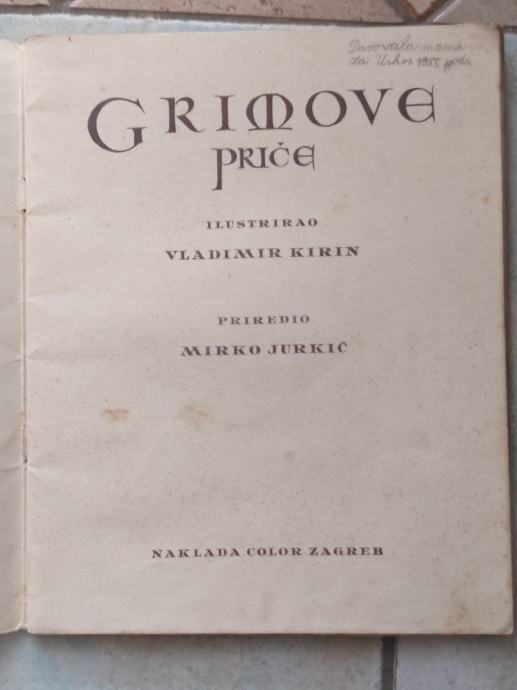 Darovala mama
za Uskrs 1955 god.
GRIMOVE
PRIČE
ILUSTRIRAO
VLADIMIR KIRIN
PRIREDIO
MIRKO JURKIĆ
NAKLADA COLOR ZAGREB